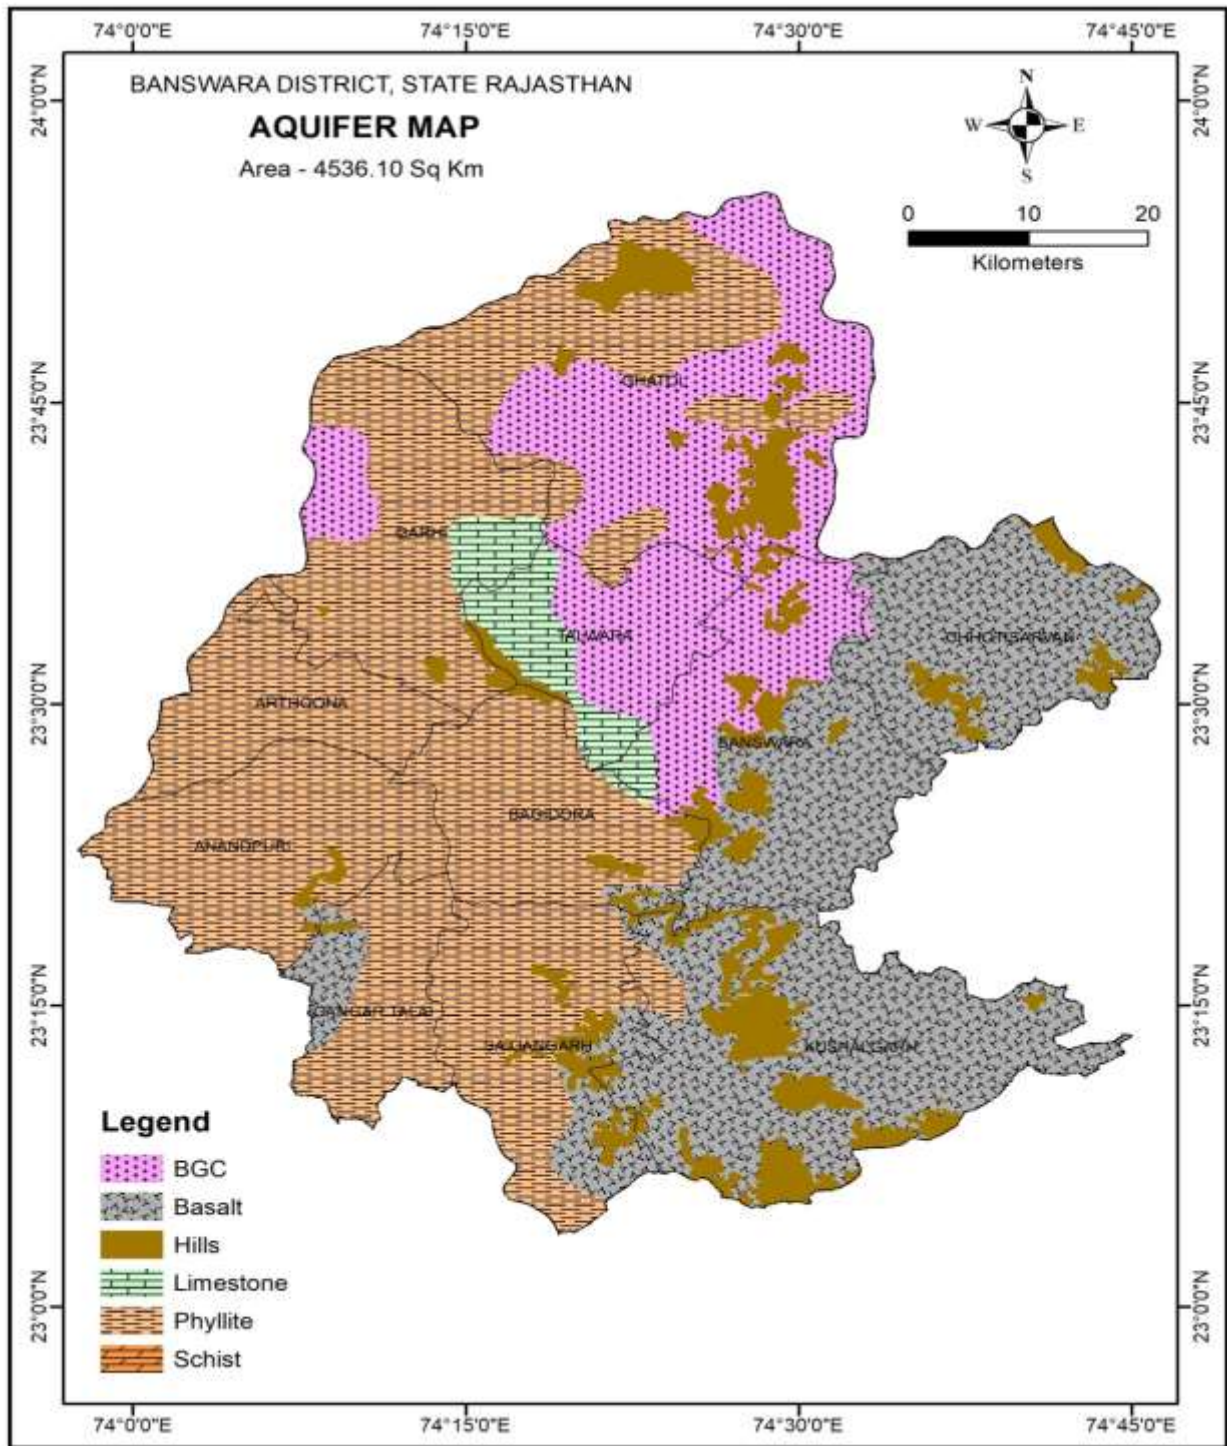 74°0'0"E 74°15'0"E 74°30'0"E 74°45'0"E
BANSWARA DISTRICT, STATE RAJASTHAN
AQUIFER MAP
Area - 4536.10 Sq Km
N
W E
S
0 10 20
Kilometers
24°0'0"N 24°0'0"N
GHATOL
23°45'0"N 23°45'0"N
GARHI
TALWARA CHHOTISARVAN
23°30'0"N ARTHOONA 23°30'0"N
BANSWARA
BAGIDORA
ANANDPURI
23°15'0"N GANGAR TALAI 23°15'0"N
SAJJANGARH KUSHALGARH
Legend
BGC
Basalt
Hills
Limestone
23°0'0"N Phyllite 23°0'0"N
Schist
74°0'0"E 74°15'0"E 74°30'0"E 74°45'0"E